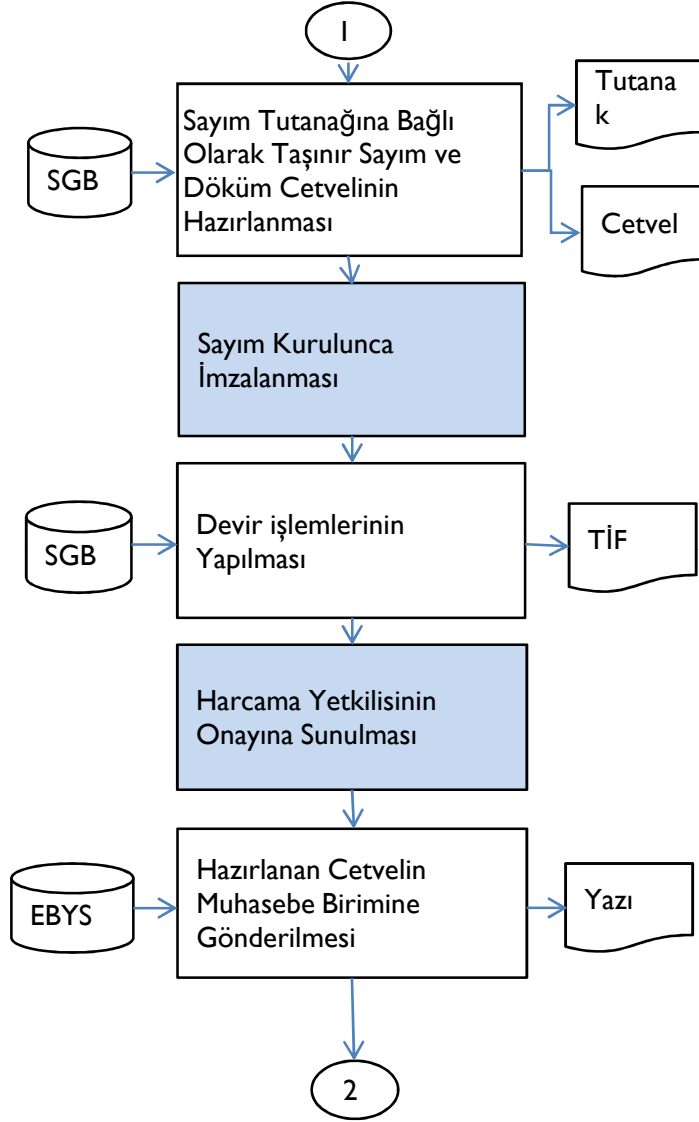 1
Sayım Tutanağına Bağlı
Olarak Taşınır Sayım ve
Döküm Cetvelinin
Hazırlanması
SGB
Tutana
k
Cetvel
Sayım Kurulunca
İmzalanması
Devir işlemlerinin
Yapılması
SGB
TİF
Harcama Yetkilisinin
Onayına Sunulması
Hazırlanan Cetvelin
Muhasebe Birimine
Gönderilmesi
EBYS
Yazı
2